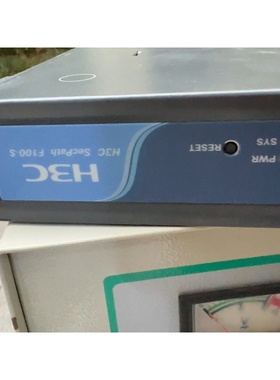 H3C
H3C SecPath F100-S
RESET
PWR
SYS